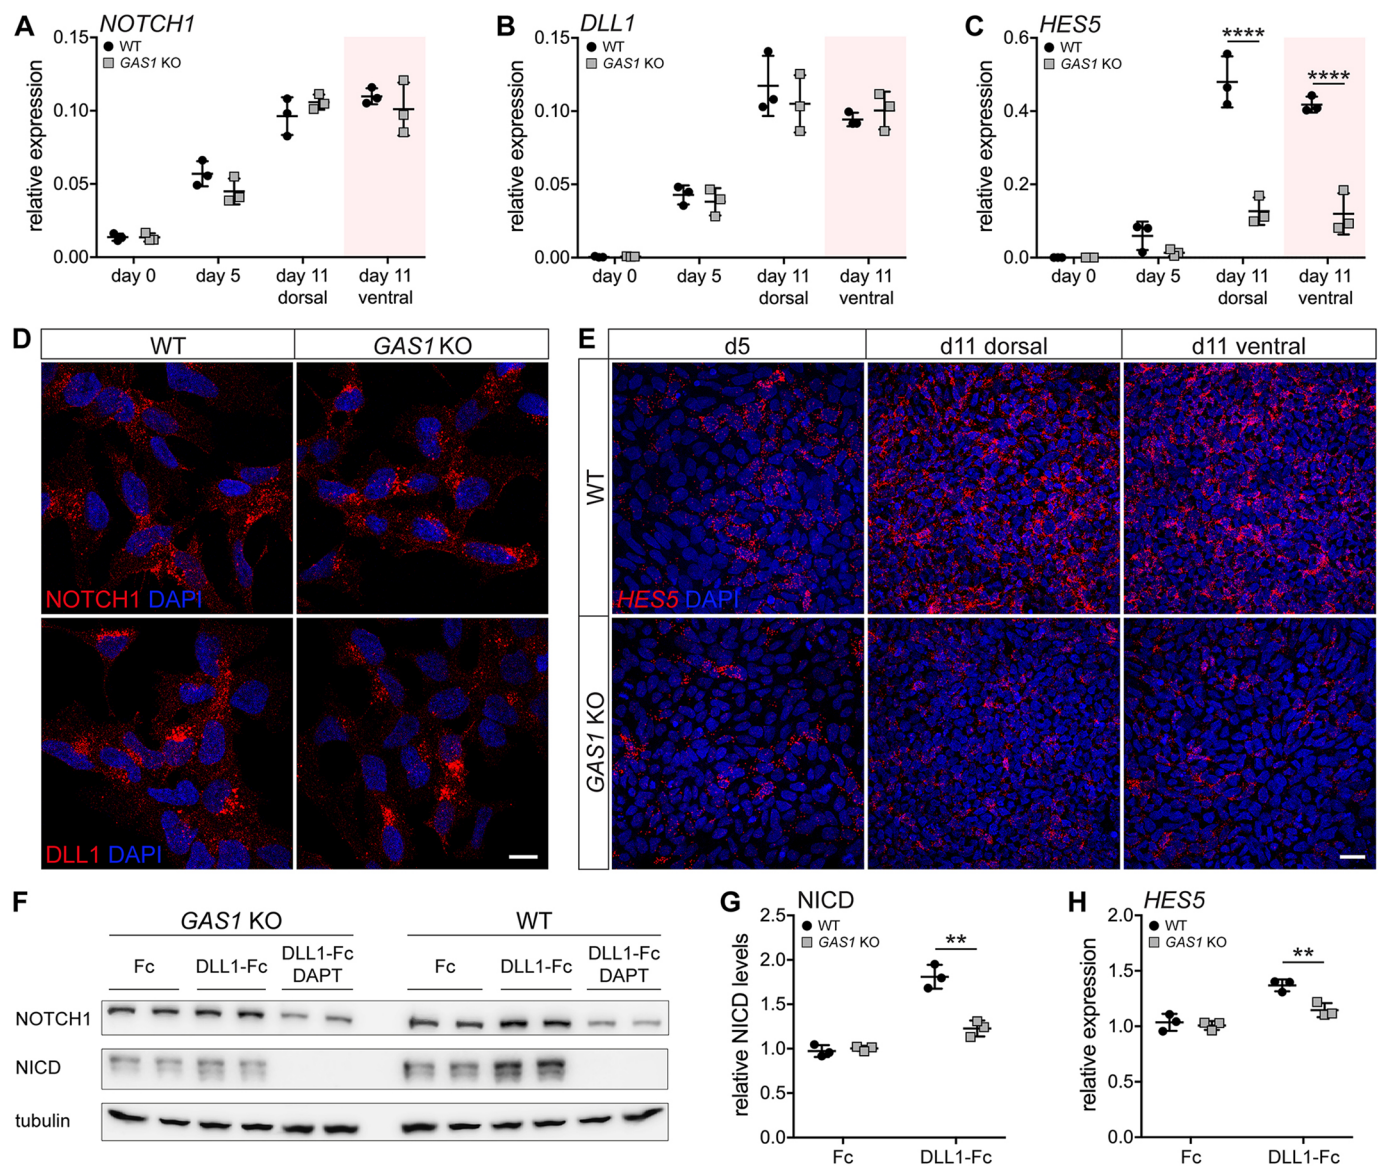 A
NOTCH1
WT
GAS1 KO
relative expression
0.15
0.10
0.05
0.00
day 0
day 5
day 11 dorsal
day 11 ventral
B
DLL1
WT
GAS1 KO
relative expression
0.15
0.10
0.05
0.00
day 0
day 5
day 11 dorsal
day 11 ventral
C
HES5
WT
GAS1 KO
****
****
relative expression
0.6
0.4
0.2
0.0
day 0
day 5
day 11 dorsal
day 11 ventral
D
WT
GAS1 KO
NOTCH1 DAPI
DLL1 DAPI
E
d5
d11 dorsal
d11 ventral
WT
HES5 DAPI
GAS1 KO
F
GAS1 KO
WT
Fc
DLL1-Fc
DLL1-Fc DAPT
Fc
DLL1-Fc
DLL1-Fc DAPT
NOTCH1
NICD
tubulin
G
NICD
WT
GAS1 KO
**
relative NICD levels
2.5
2.0
1.5
1.0
0.5
0.0
Fc
DLL1-Fc
H
HES5
WT
GAS1 KO
**
relative expression
2.0
1.5
1.0
0.5
0.0
Fc
DLL1-Fc